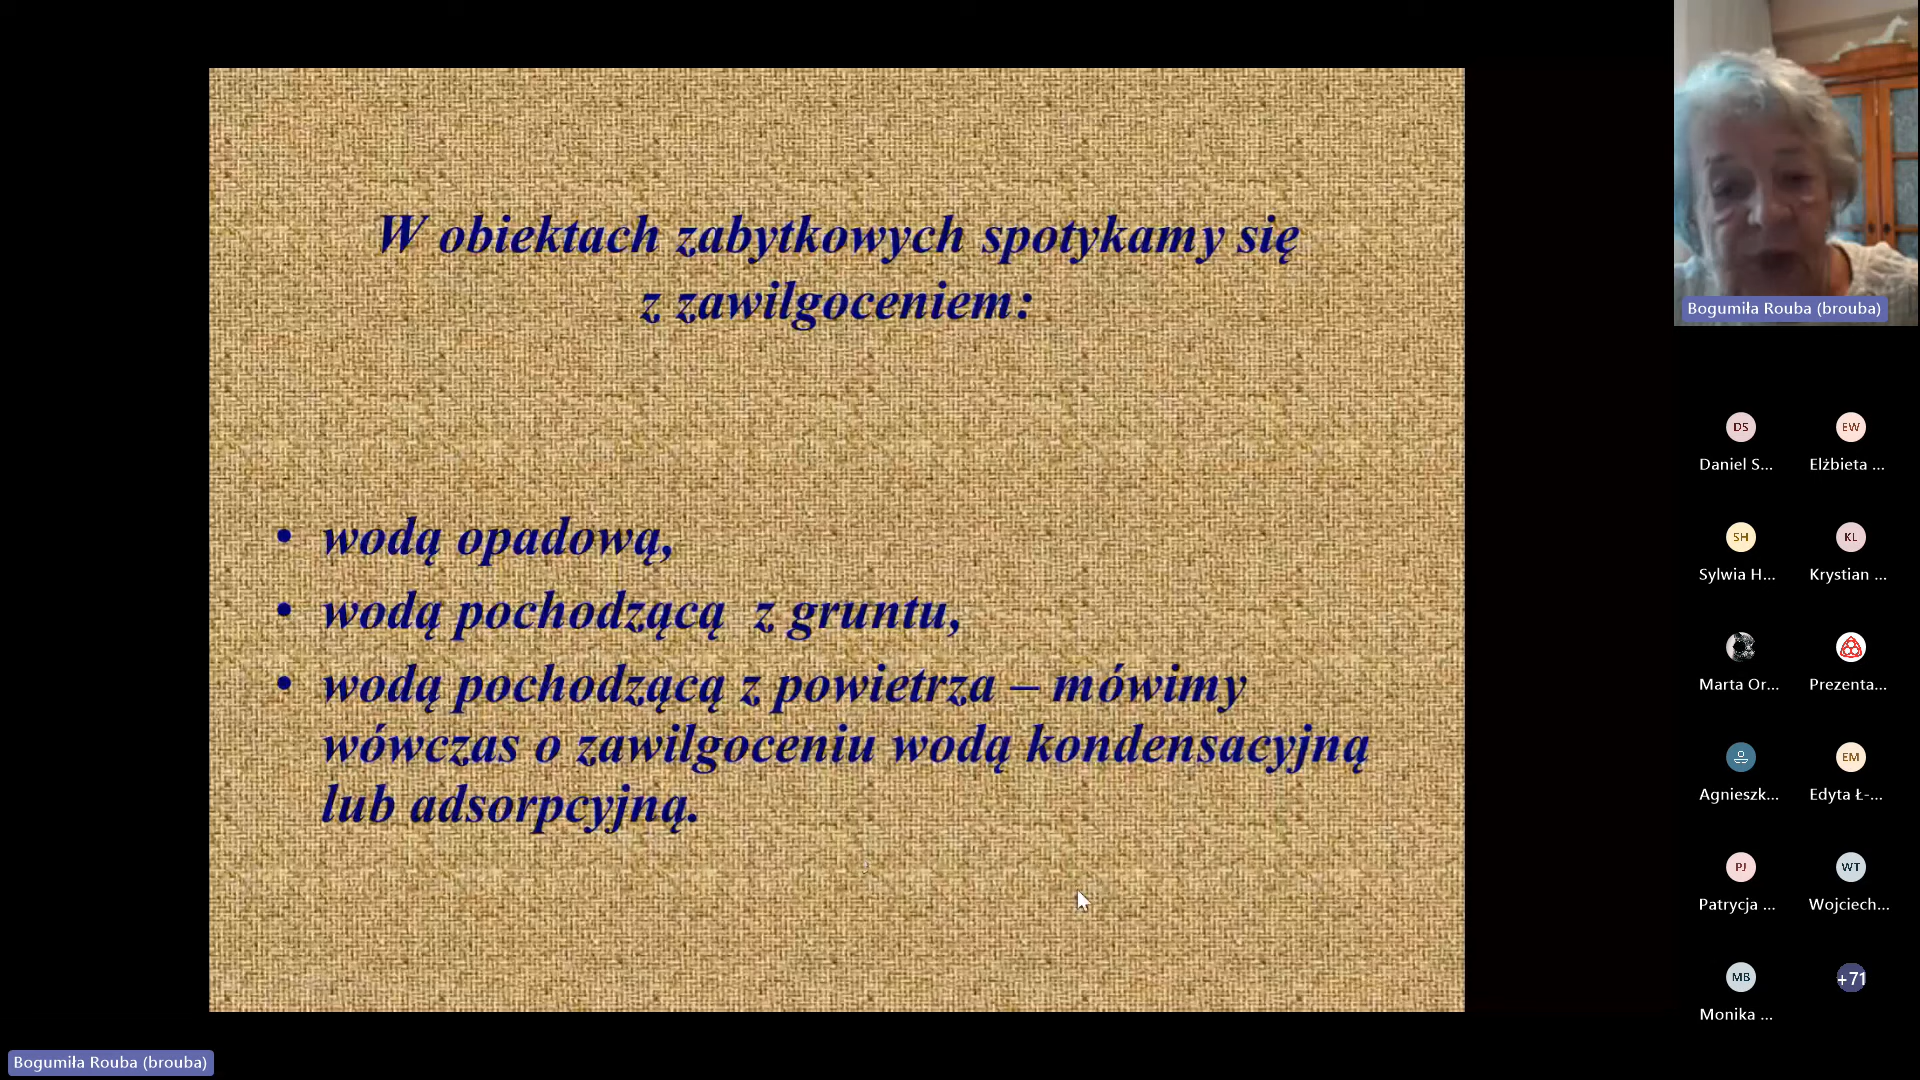 W obiektach zabytkowych spotykamy się
z zawilgoceniem:
• wodą opadową,
• wodą pochodzącą z gruntu,
• wodą pochodzącą z powietrza – mówimy
wówczas o zawilgoceniu wodą kondensacyjną
lub adsorpcyjną.
Bogumiła Rouba (brouba)
DS
EW
Daniel S...
Elżbieta ...
SH
KL
Sylwia H...
Krystian ...
Marta Or...
Prezenta...
EM
Agnieszk...
Edyta Ł-...
PJ
WT
Patrycja ...
Wojciech...
MB
+71
Monika ...
Bogumiła Rouba (brouba)